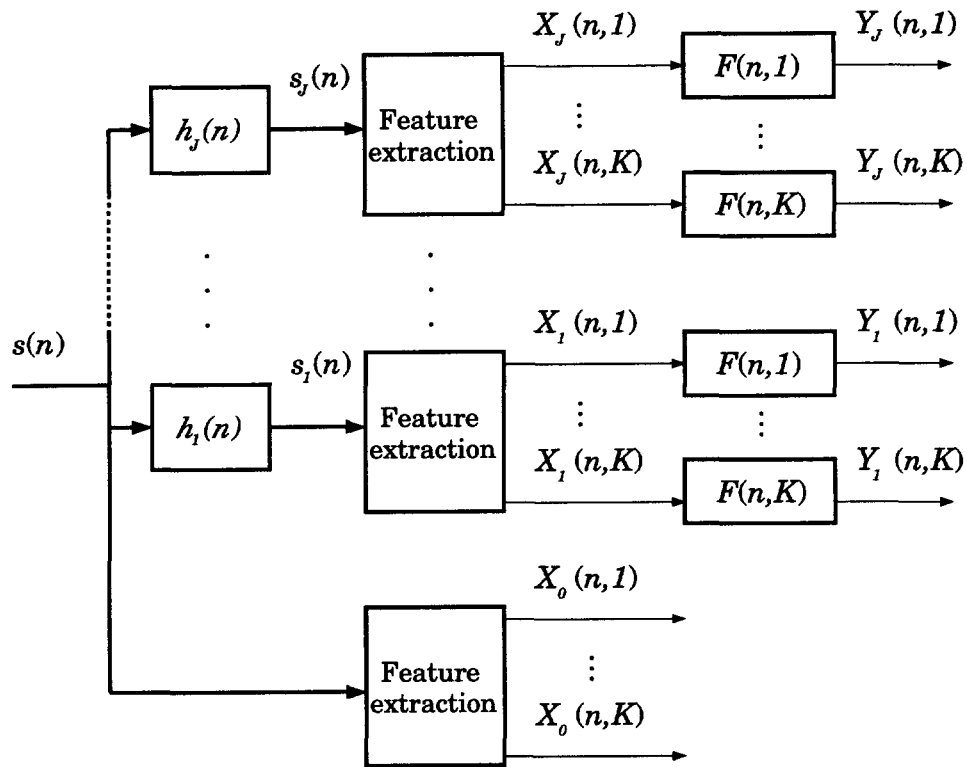 X_J (n,1)
Y_J (n,1)
s_J(n)
F(n,1)
h_J(n)
Feature
extraction
X_J (n,K)
Y_J (n,K)
F(n,K)
s(n)
X_1 (n,1)
Y_1 (n,1)
s_1(n)
F(n,1)
h_1(n)
Feature
extraction
X_1 (n,K)
Y_1 (n,K)
F(n,K)
X_0 (n,1)
Feature
extraction
X_0 (n,K)